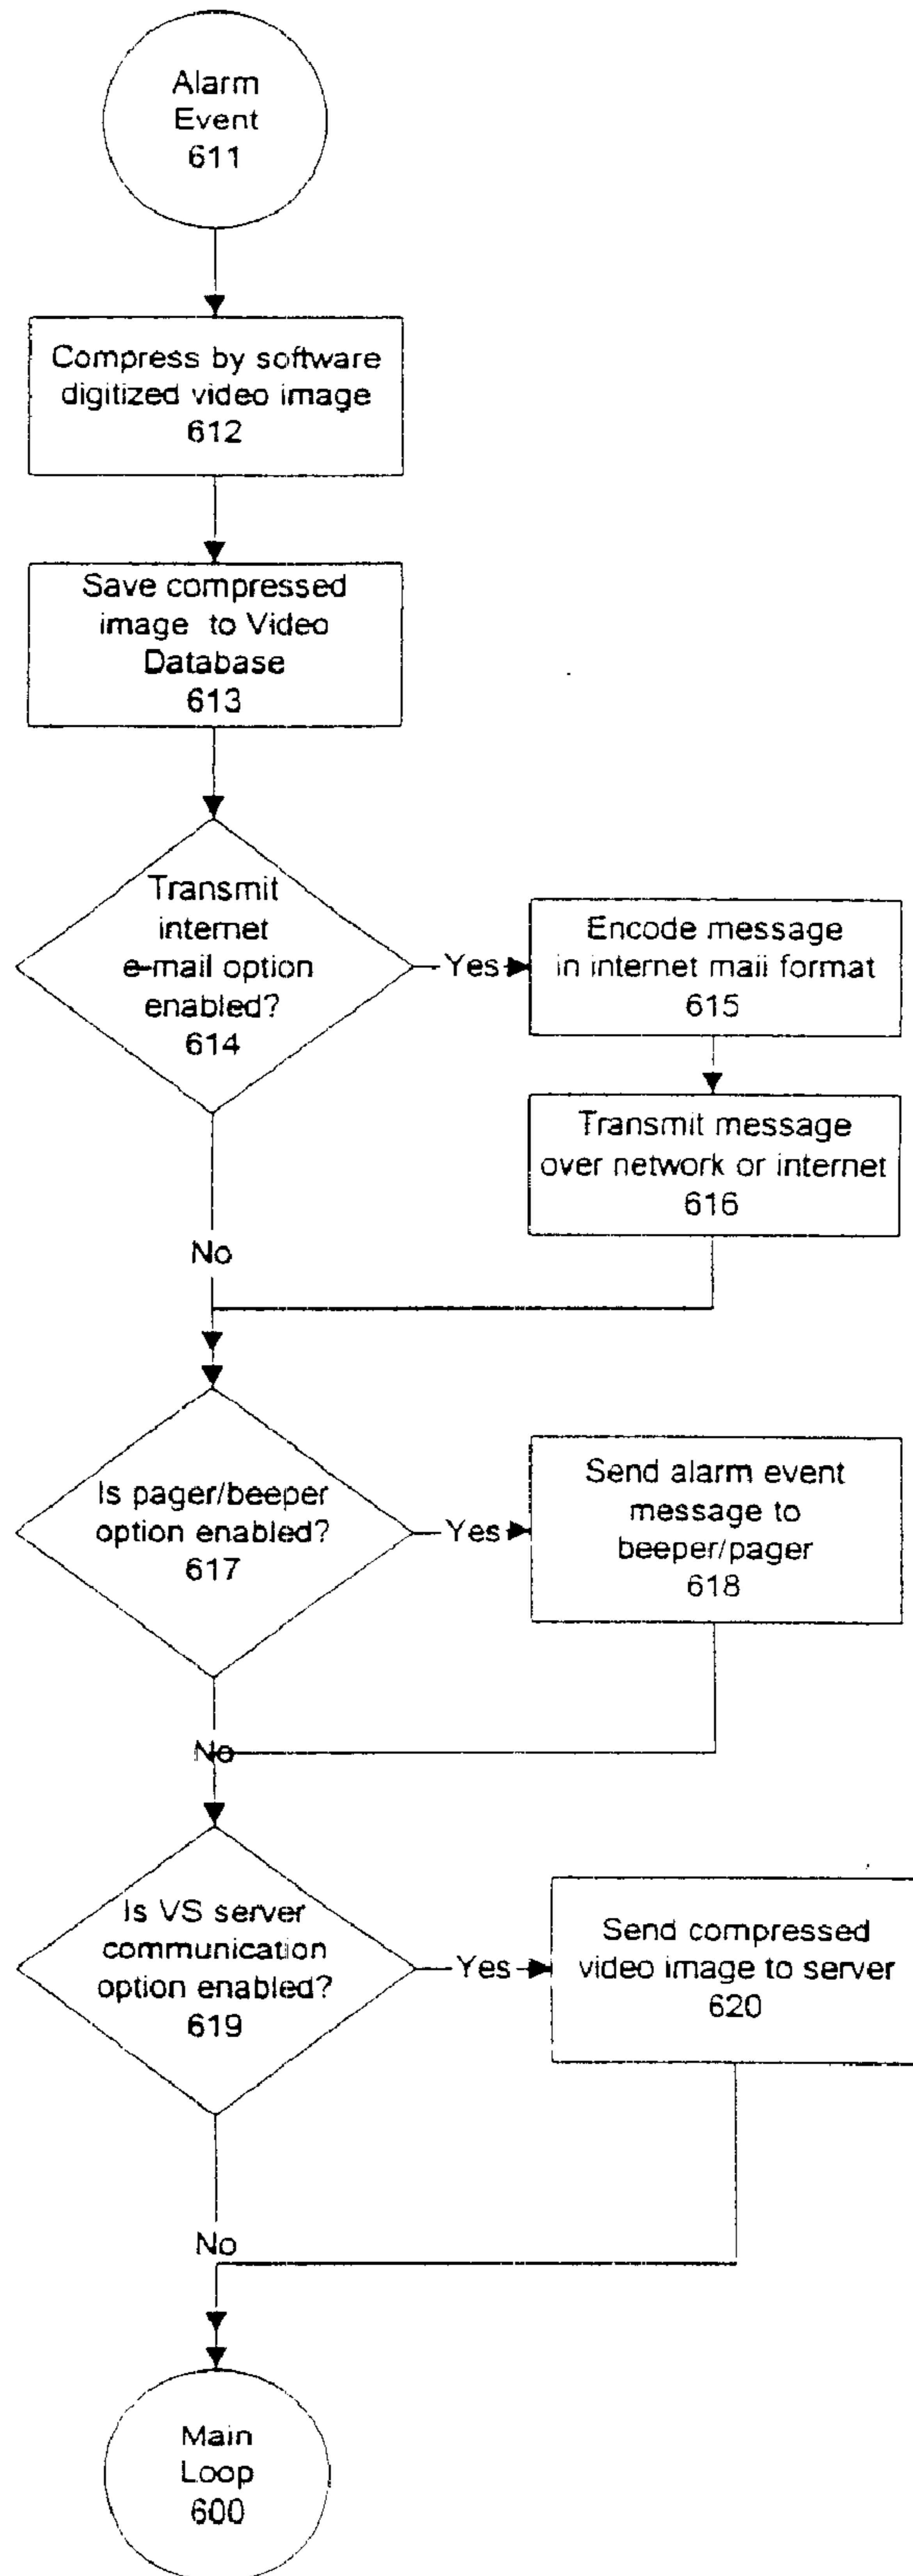 Alarm
Event
611
Compress by software
digitized video image
612
Save compressed
image to Video
Database
613
Transmit
internet
e-mail option
enabled?
614
Yes
Encode message
in internet mail format
615
Transmit message
over network or internet
616
No
Is pager/beeper
option enabled?
617
Yes
Send alarm event
message to
beeper/pager
618
No
Is VS server
communication
option enabled?
619
Yes
Send compressed
video image to server
620
No
Main
Loop
600